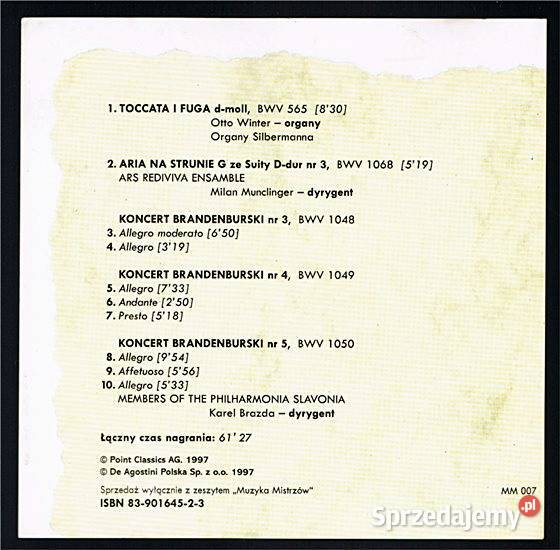 1. TOCCATA I FUGA d-moll, BWV 565 [8'30]
Otto Winter – organy
Organy Silbermanna
2. ARIA NA STRUNIE G ze Suity D-dur nr 3, BWV 1068 [5'19]
ARS REDIVIVA ENSAMBLE
Milan Munclinger – dyrygent
KONCERT BRANDENBURSKI nr 3, BWV 1048
3. Allegro moderato [6'50]
4. Allegro [3'19]
KONCERT BRANDENBURSKI nr 4, BWV 1049
5. Allegro [7'33]
6. Andante [2'50]
7. Presto [5'18]
KONCERT BRANDENBURSKI nr 5, BWV 1050
8. Allegro [9'54]
9. Affetuoso [5'56]
10. Allegro [5'33]
MEMBERS OF THE PHILHARMONIA SLAVONIA
Karel Brazda – dyrygent
Łączny czas nagrania: 61'27
© Point Classics AG. 1997
© De Agostini Polska Sp. z o.o. 1997
Sprzedaż wyłącznie z zeszytem „Muzyka Mistrzów”
MM 007
ISBN 83-901645-2-3
Sprzedajemy.pl